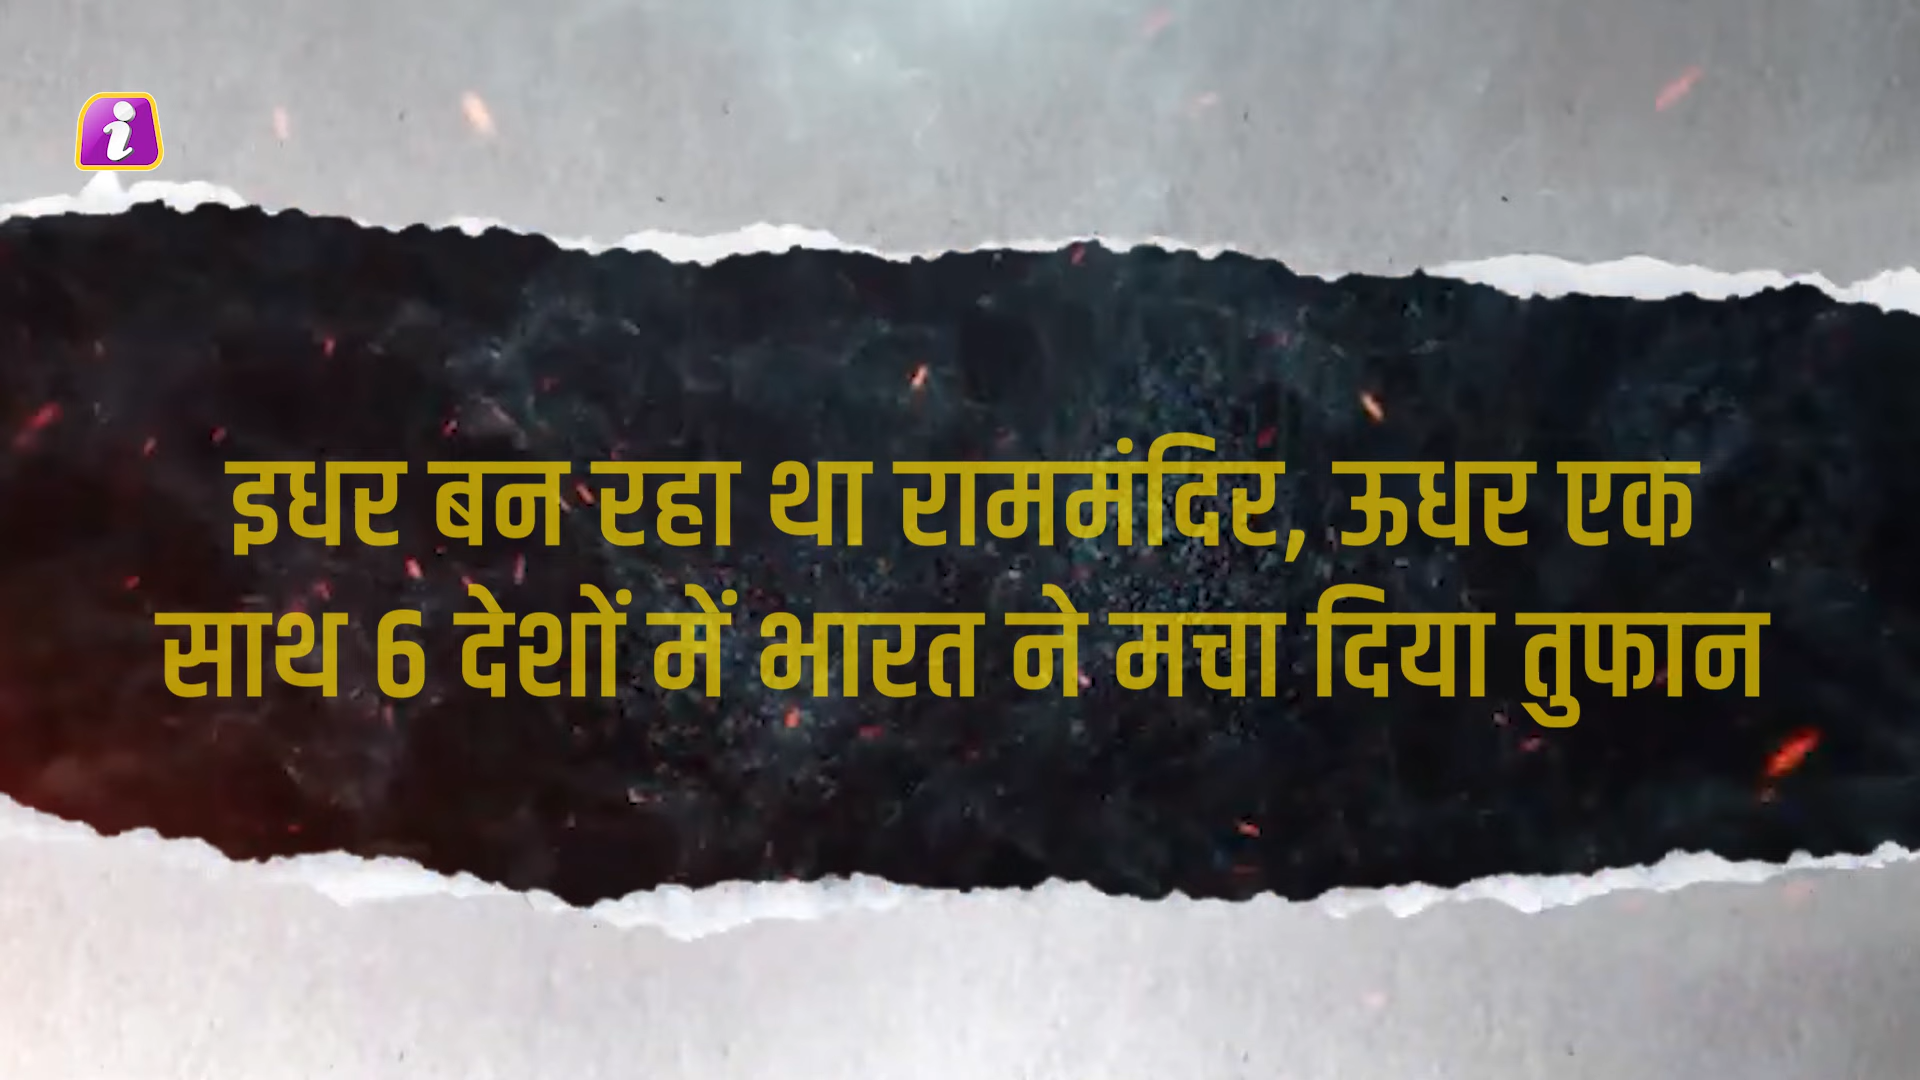 इधर बन रहा था राममंदिर, ऊधर एक
साथ 6 देशों में भारत ने मचा दिया तुफान